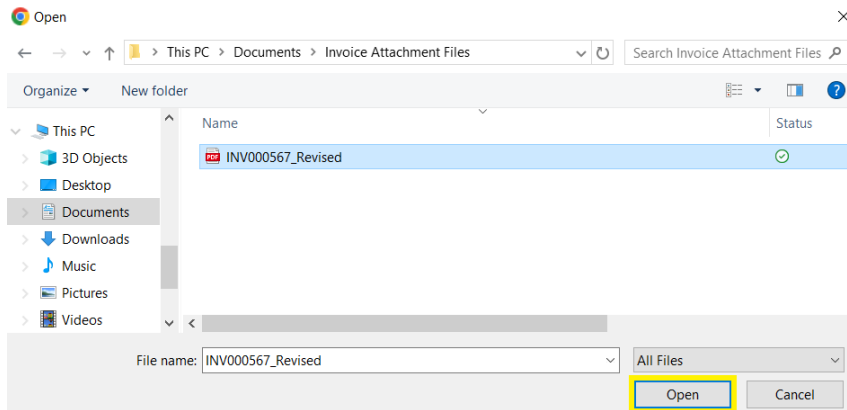 Open
This PC > Documents > Invoice Attachment Files
Search Invoice Attachment Files
Organize
New folder
?
This PC
3D Objects
Desktop
Documents
Downloads
Music
Pictures
Videos
Name
Status
PDF
INV000567_Revised
File name: INV000567_Revised
All Files
Open
Cancel